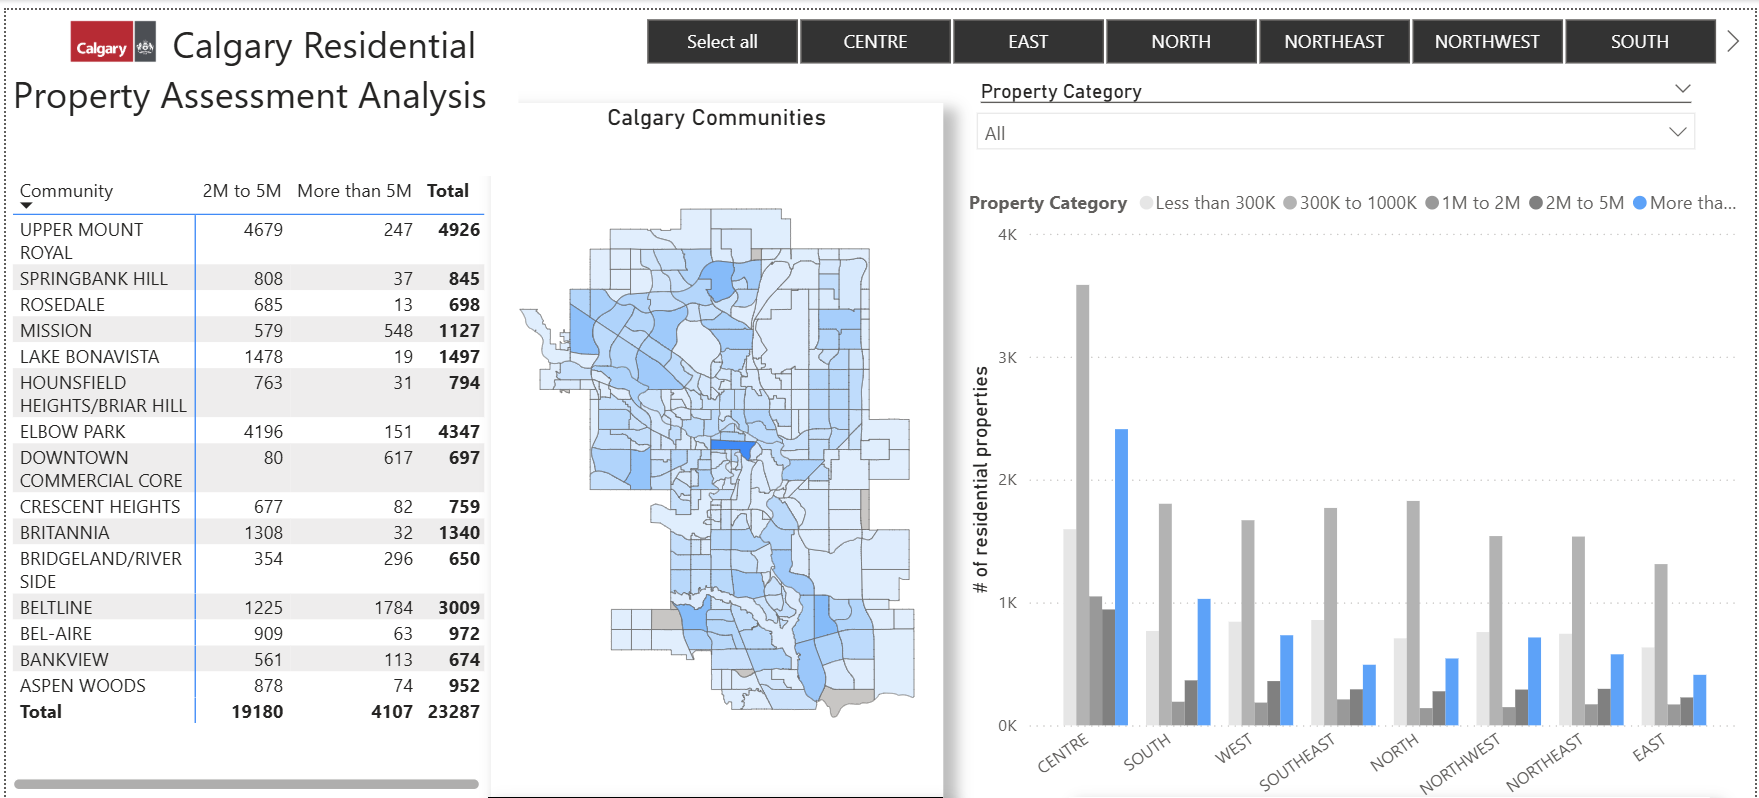 Calgary
Calgary Residential
Property Assessment Analysis
Select all
CENTRE
EAST
NORTH
NORTHEAST
NORTHWEST
SOUTH
Property Category
All
Community 2M to 5M More than 5M Total
UPPER MOUNT 4679 247 4926
ROYAL
SPRINGBANK HILL 808 37 845
ROSEDALE 685 13 698
MISSION 579 548 1127
LAKE BONAVISTA 1478 19 1497
HOUNSFIELD 763 31 794
HEIGHTS/BRIAR HILL
ELBOW PARK 4196 151 4347
DOWNTOWN 80 617 697
COMMERCIAL CORE
CRESCENT HEIGHTS 677 82 759
BRITANNIA 1308 32 1340
BRIDGELAND/RIVER 354 296 650
SIDE
BELTLINE 1225 1784 3009
BEL-AIRE 909 63 972
BANKVIEW 561 113 674
ASPEN WOODS 878 74 952
Total 19180 4107 23287
Calgary Communities
Property Category Less than 300K 300K to 1000K 1M to 2M 2M to 5M More tha...
# of residential properties
4K
3K
2K
1K
0K
CENTRE
SOUTH
WEST
SOUTHEAST
NORTH
NORTHWEST
NORTHEAST
EAST